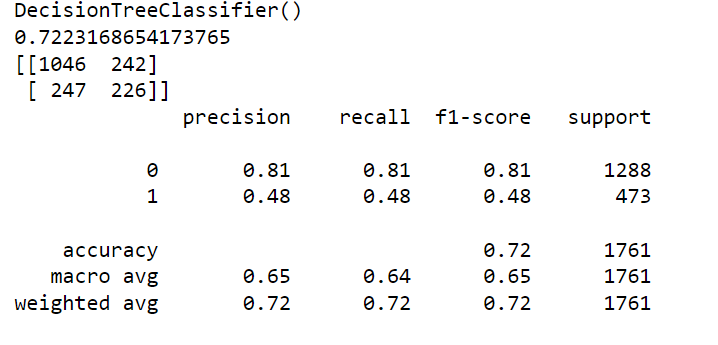 DecisionTreeClassifier()
0.7223168654173765
[[1046  242]
 [ 247  226]]
              precision    recall  f1-score   support

           0       0.81      0.81      0.81      1288
           1       0.48      0.48      0.48       473

    accuracy                           0.72      1761
   macro avg       0.65      0.64      0.65      1761
weighted avg       0.72      0.72      0.72      1761